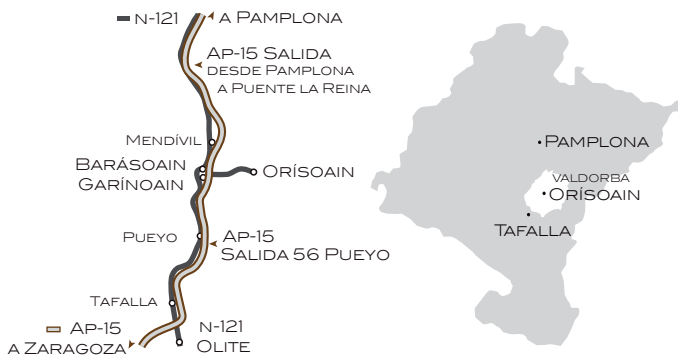 N-121
A PAMPLONA
AP-15 SALIDA
DESDE PAMPLONA
A PUENTE LA REINA
MENDÍVIL
BARÁSOAIN
GARÍNOAIN
ORÍSOAIN
PUEYO
AP-15
SALIDA 56 PUEYO
TAFALLA
AP-15
A ZARAGOZA
N-121
OLITE
PAMPLONA
VALDORBA
ORÍSOAIN
TAFALLA